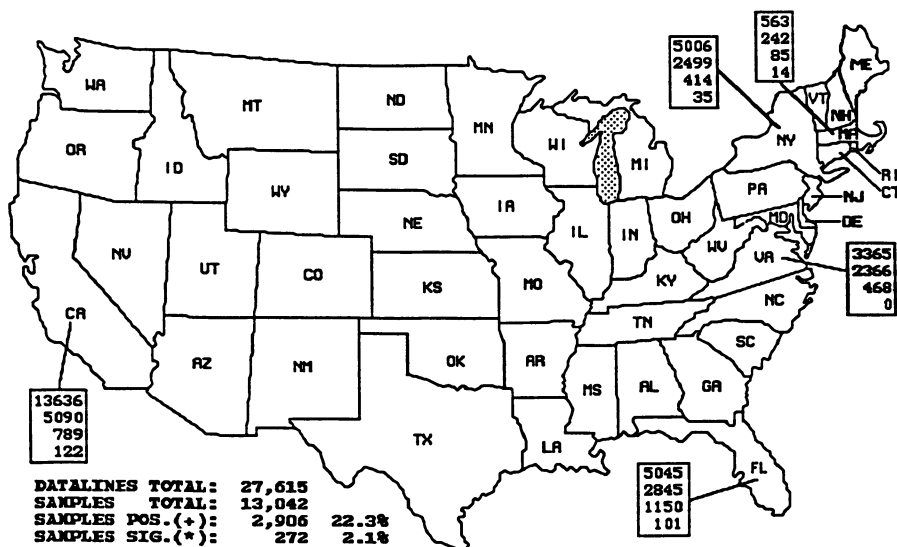 563
242
85
14
5006
2499
414
35
WA
MT
ND
MN
ME
VT
NH
MA
NY
WI
MI
OR
ID
SD
WY
RI
CT
PA
NJ
IA
NE
OH
MD
DE
NV
UT
CO
IL
IN
WV
VA
3365
2366
468
0
KS
MO
KY
CA
NC
TN
SC
AZ
NM
OK
AR
MS
AL
GA
13636
5090
789
122
TX
LA
FL
5045
2845
1150
101
DATALINES TOTAL: 27,615
SAMPLES TOTAL: 13,042
SAMPLES POS.(+): 2,906 22.3%
SAMPLES SIG.(*): 272 2.1%